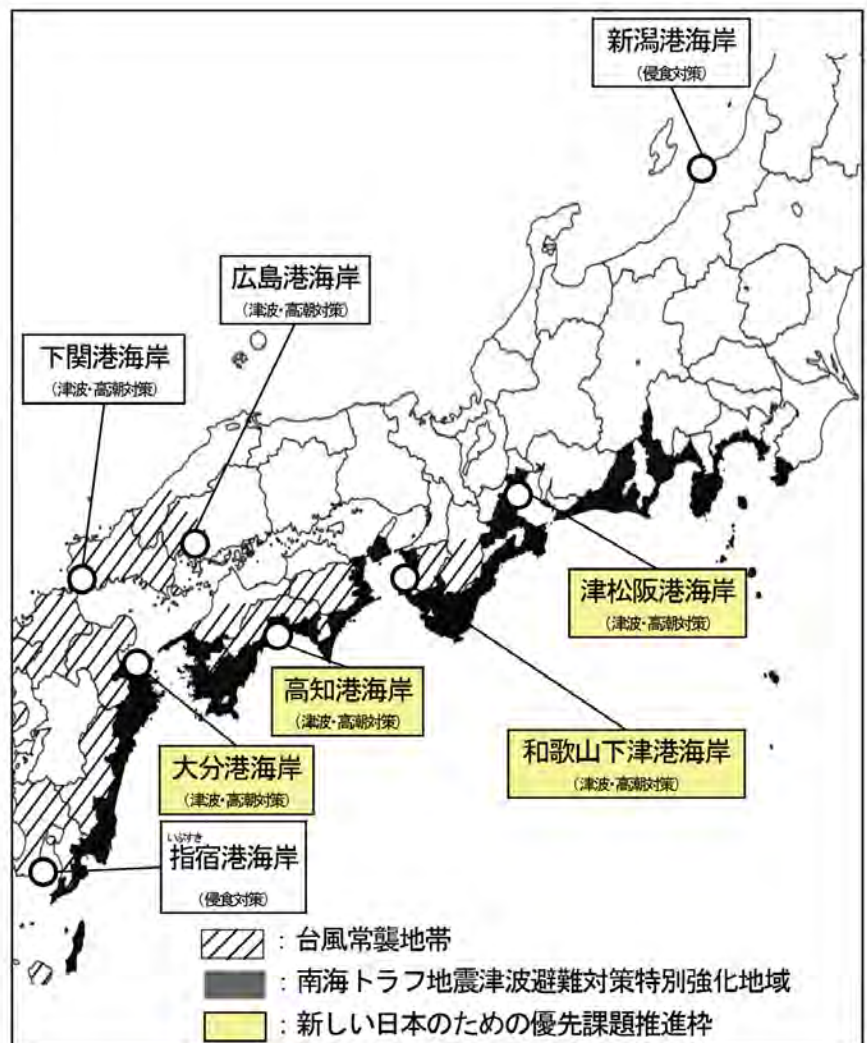 新潟港海岸
(侵食対策)
広島港海岸
(津波・高潮対策)
下関港海岸
(津波・高潮対策)
津松阪港海岸
(津波・高潮対策)
高知港海岸
(津波・高潮対策)
和歌山下津港海岸
(津波・高潮対策)
大分港海岸
(津波・高潮対策)
いぶすき
指宿港海岸
(侵食対策)
:台風常襲地帯
:南海トラフ地震津波避難対策特別強化地域
:新しい日本のための優先課題推進枠